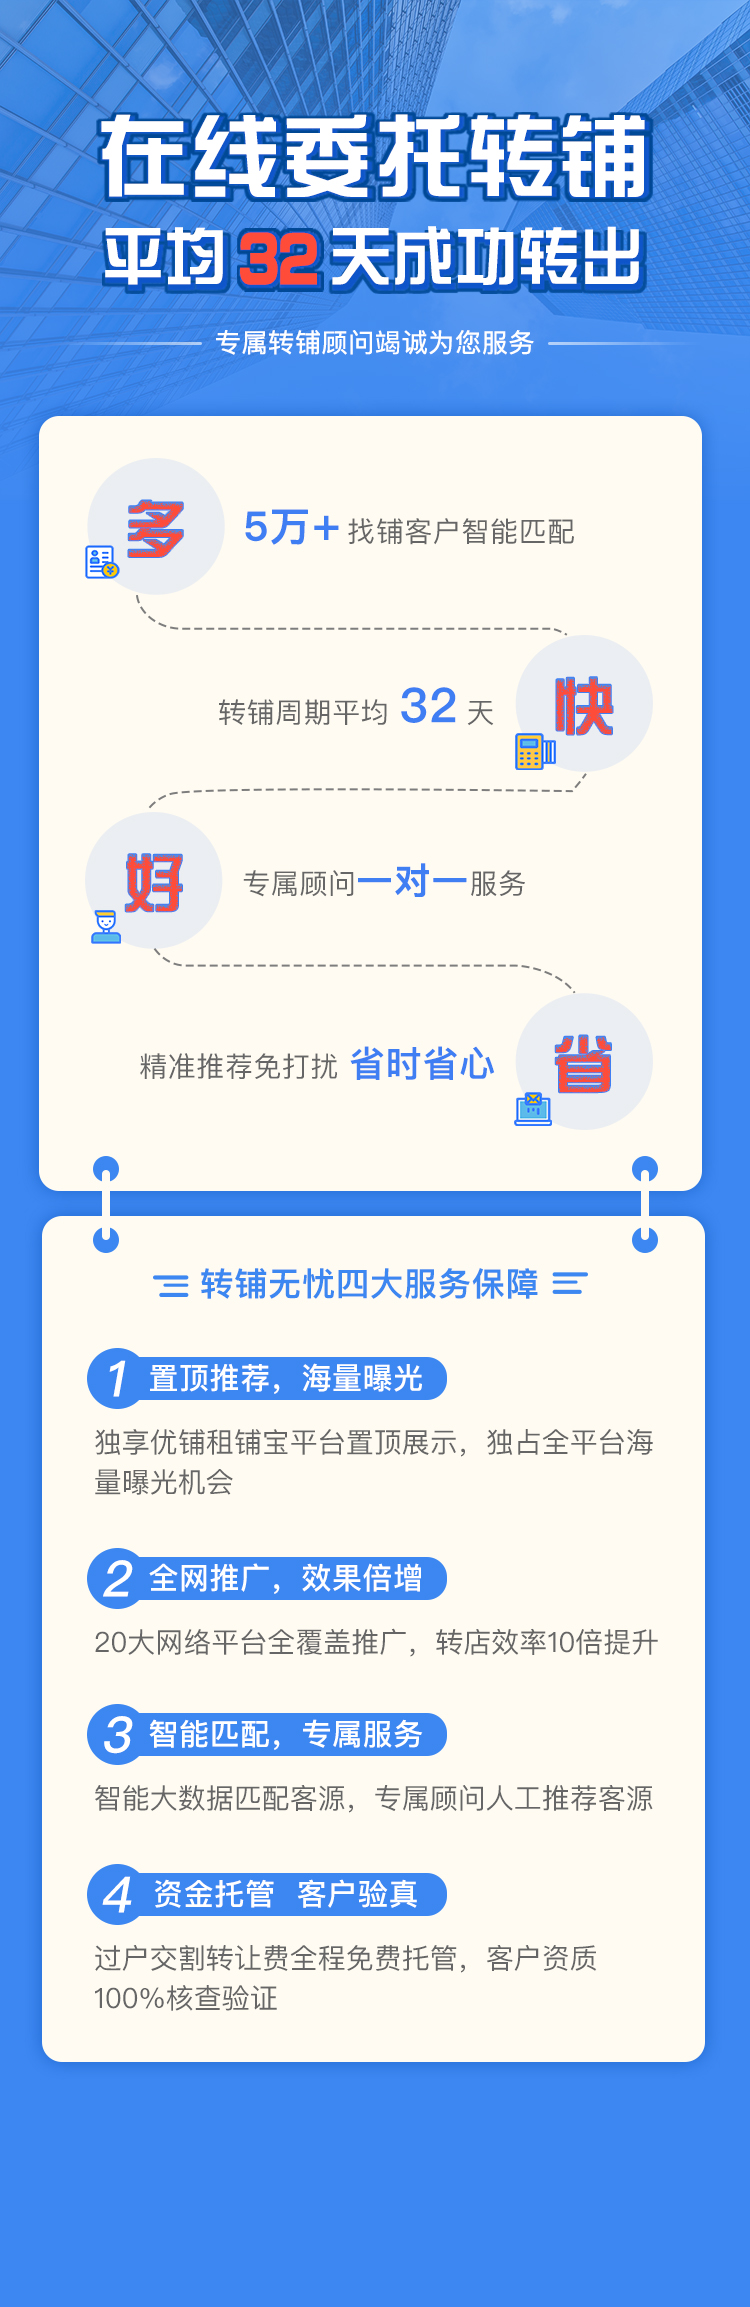 在线委托转铺
平均32天成功转出
专属转铺顾问竭诚为您服务
多
5万+找铺客户智能匹配
转铺周期平均 32 天
快
好
专属顾问一对一服务
精准推荐免打扰 省时省心
省
转铺无忧四大服务保障
1 置顶推荐，海量曝光
独享优铺租铺宝平台置顶展示，独占全平台海
量曝光机会
2 全网推广，效果倍增
20大网络平台全覆盖推广，转店效率10倍提升
3 智能匹配，专属服务
智能大数据匹配客源，专属顾问人工推荐客源
4 资金托管 客户验真
过户交割转让费全程免费托管，客户资质
100%核查验证